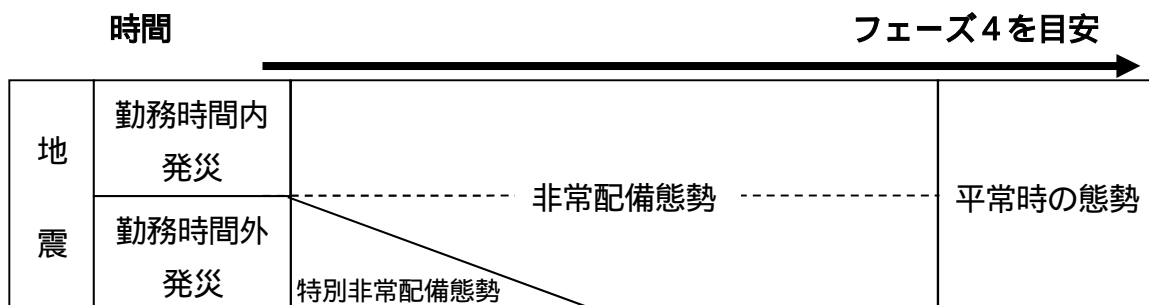 時間
フェーズ4を目安
地震
勤務時間内
発災
勤務時間外
発災
非常配備態勢
特別非常配備態勢
平常時の態勢